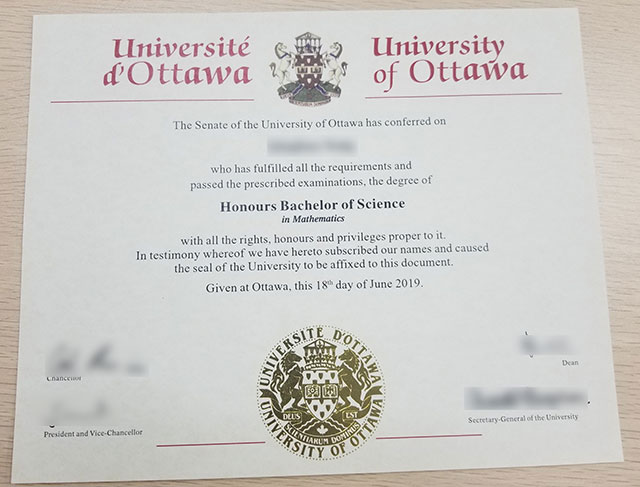 Université
d'Ottawa
University
of Ottawa
The Senate of the University of Ottawa has conferred on
who has fulfilled all the requirements and
passed the prescribed examinations, the degree of
Honours Bachelor of Science
in Mathematics
with all the rights, honours and privileges proper to it.
In testimony whereof we have hereto subscribed our names and caused
the seal of the University to be affixed to this document.
Given at Ottawa, this 18th day of June 2019.
Chancellor
President and Vice-Chancellor
UNIVERSITÉ D'OTTAWA
DEUS EST
SCIENTIARUM DOMINUS
UNIVERSITY OF OTTAWA
Dean
Secretary-General of the University